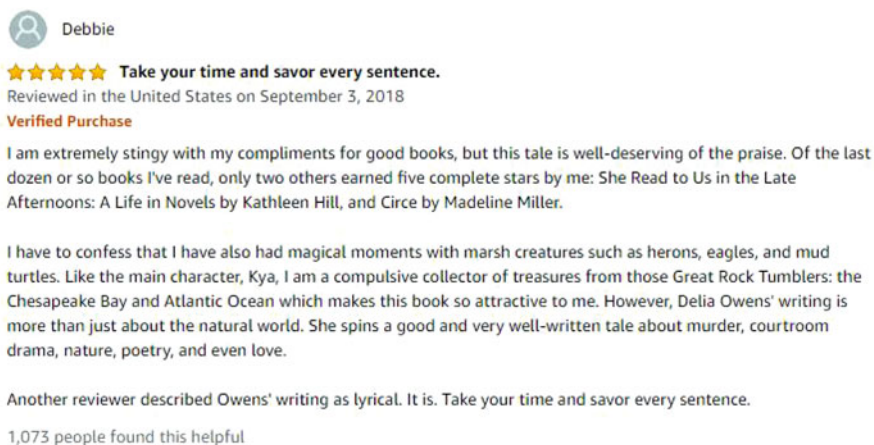 Debbie
Take your time and savor every sentence.
Reviewed in the United States on September 3, 2018
Verified Purchase
I am extremely stingy with my compliments for good books, but this tale is well-deserving of the praise. Of the last
dozen or so books I've read, only two others earned five complete stars by me: She Read to Us in the Late
Afternoons: A Life in Novels by Kathleen Hill, and Circe by Madeline Miller.
I have to confess that I have also had magical moments with marsh creatures such as herons, eagles, and mud
turtles. Like the main character, Kya, I am a compulsive collector of treasures from those Great Rock Tumblers: the
Chesapeake Bay and Atlantic Ocean which makes this book so attractive to me. However, Delia Owens' writing is
more than just about the natural world. She spins a good and very well-written tale about murder, courtroom
drama, nature, poetry, and even love.
Another reviewer described Owens' writing as lyrical. It is. Take your time and savor every sentence.
1,073 people found this helpful